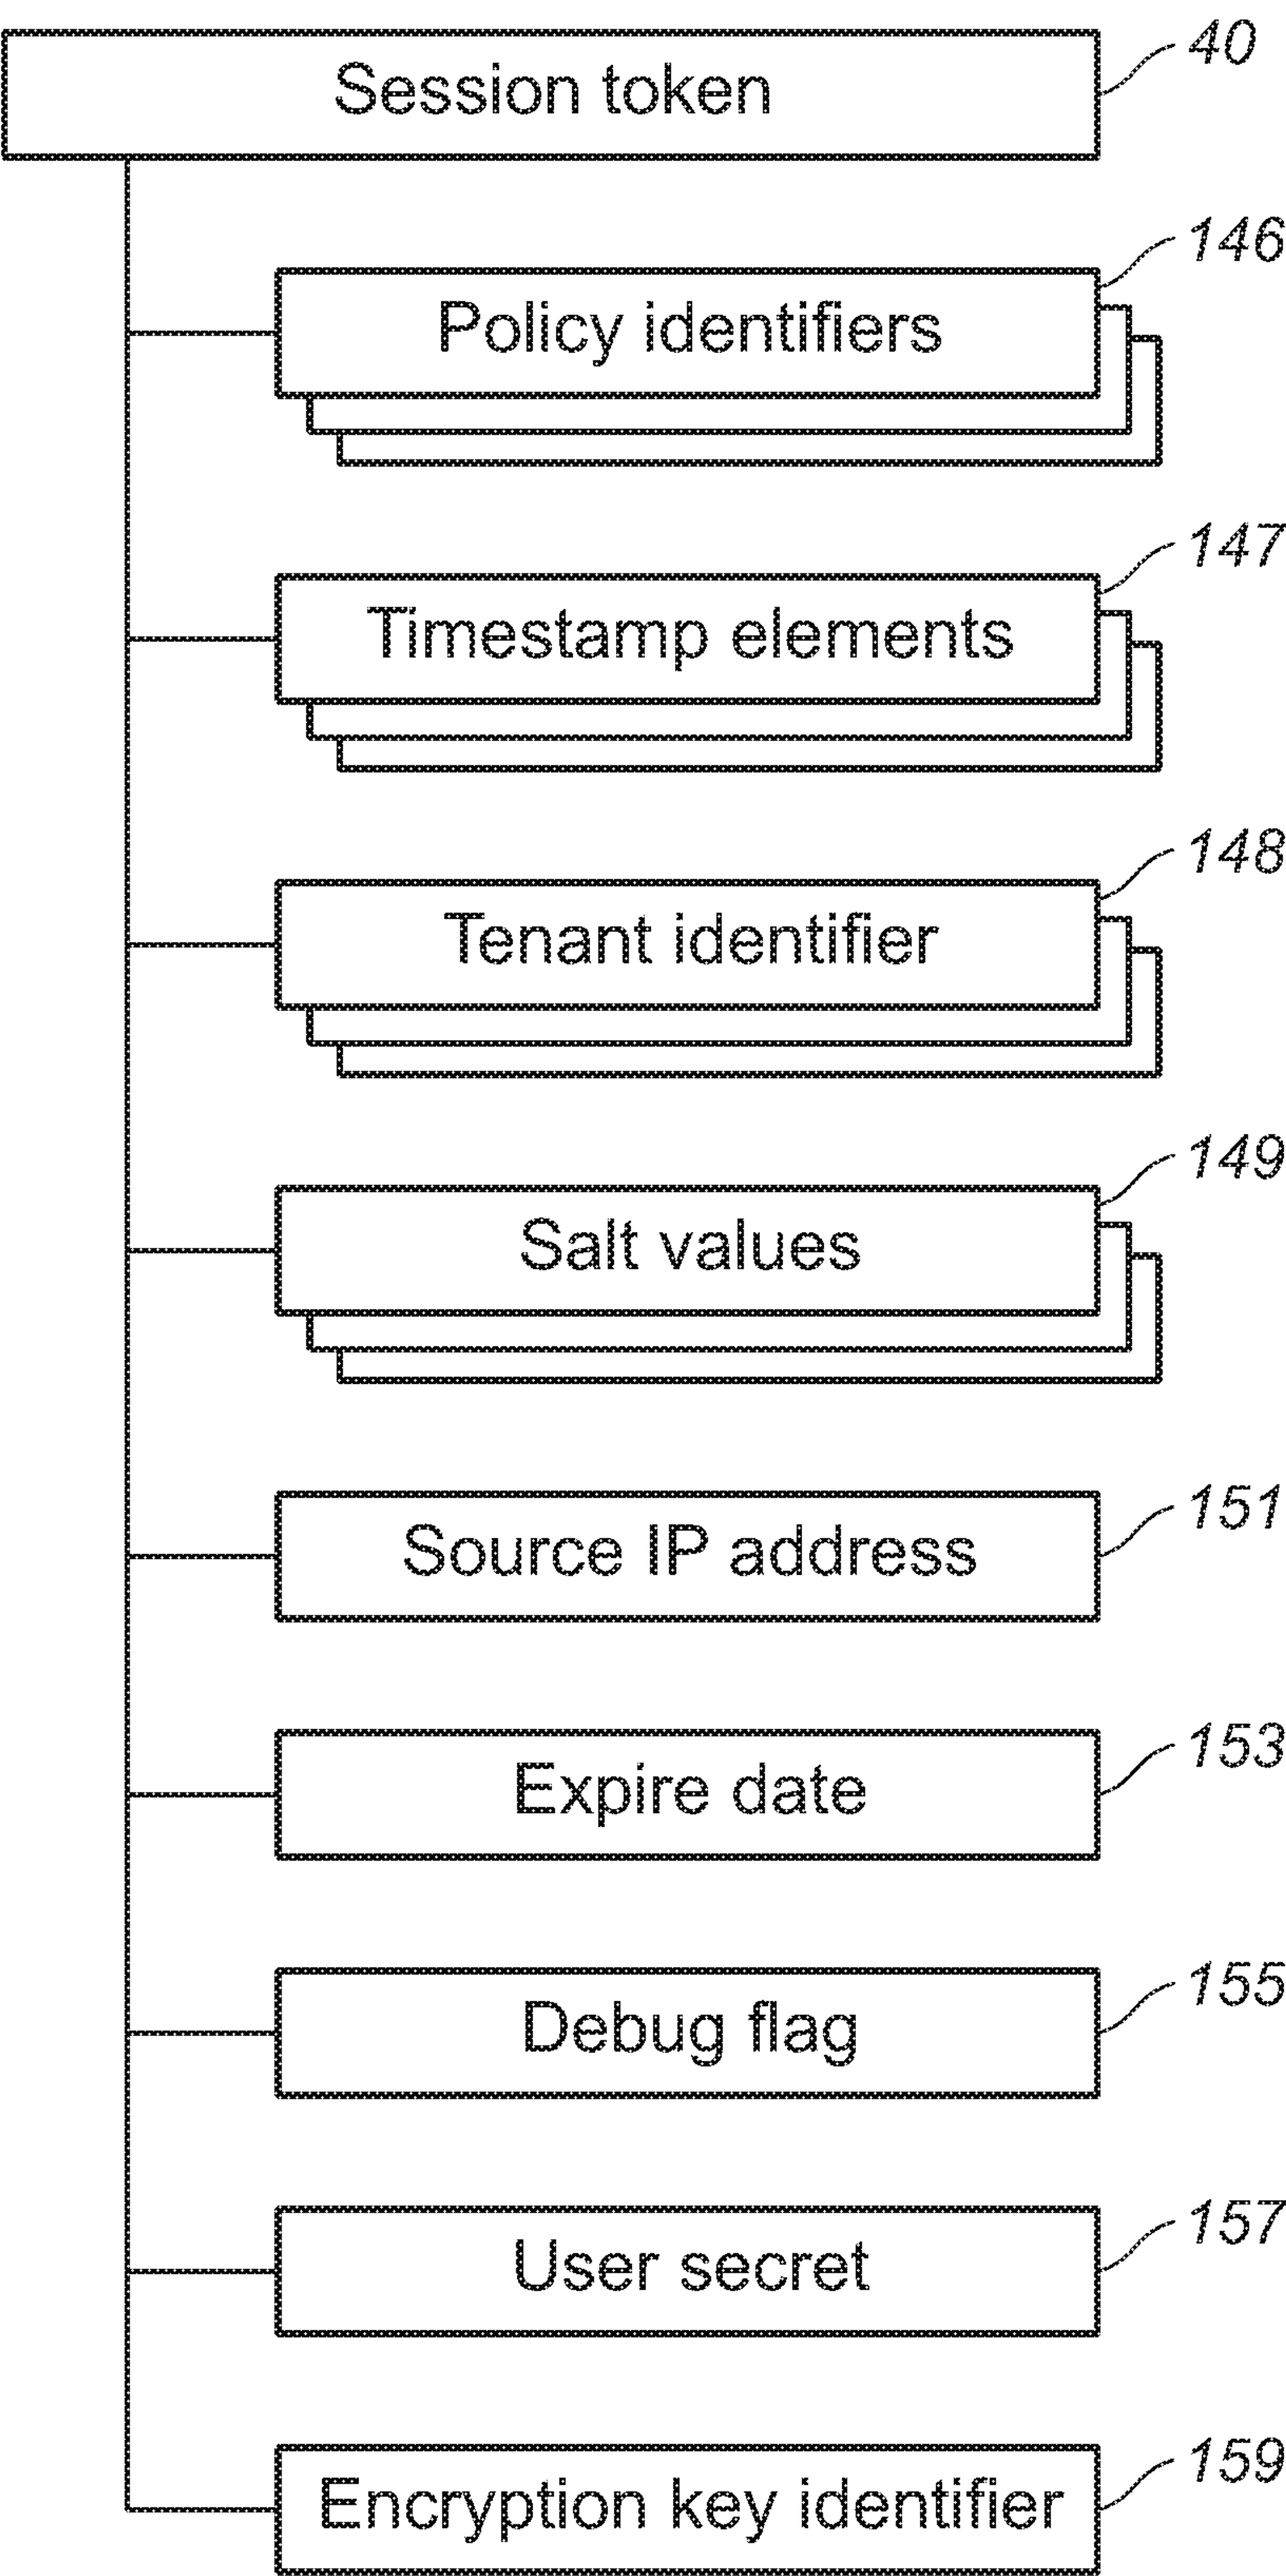 40
Session token
146
Policy identifiers
147
Timestamp elements
148
Tenant identifier
149
Salt values
151
Source IP address
153
Expire date
155
Debug flag
157
User secret
159
Encryption key identifier